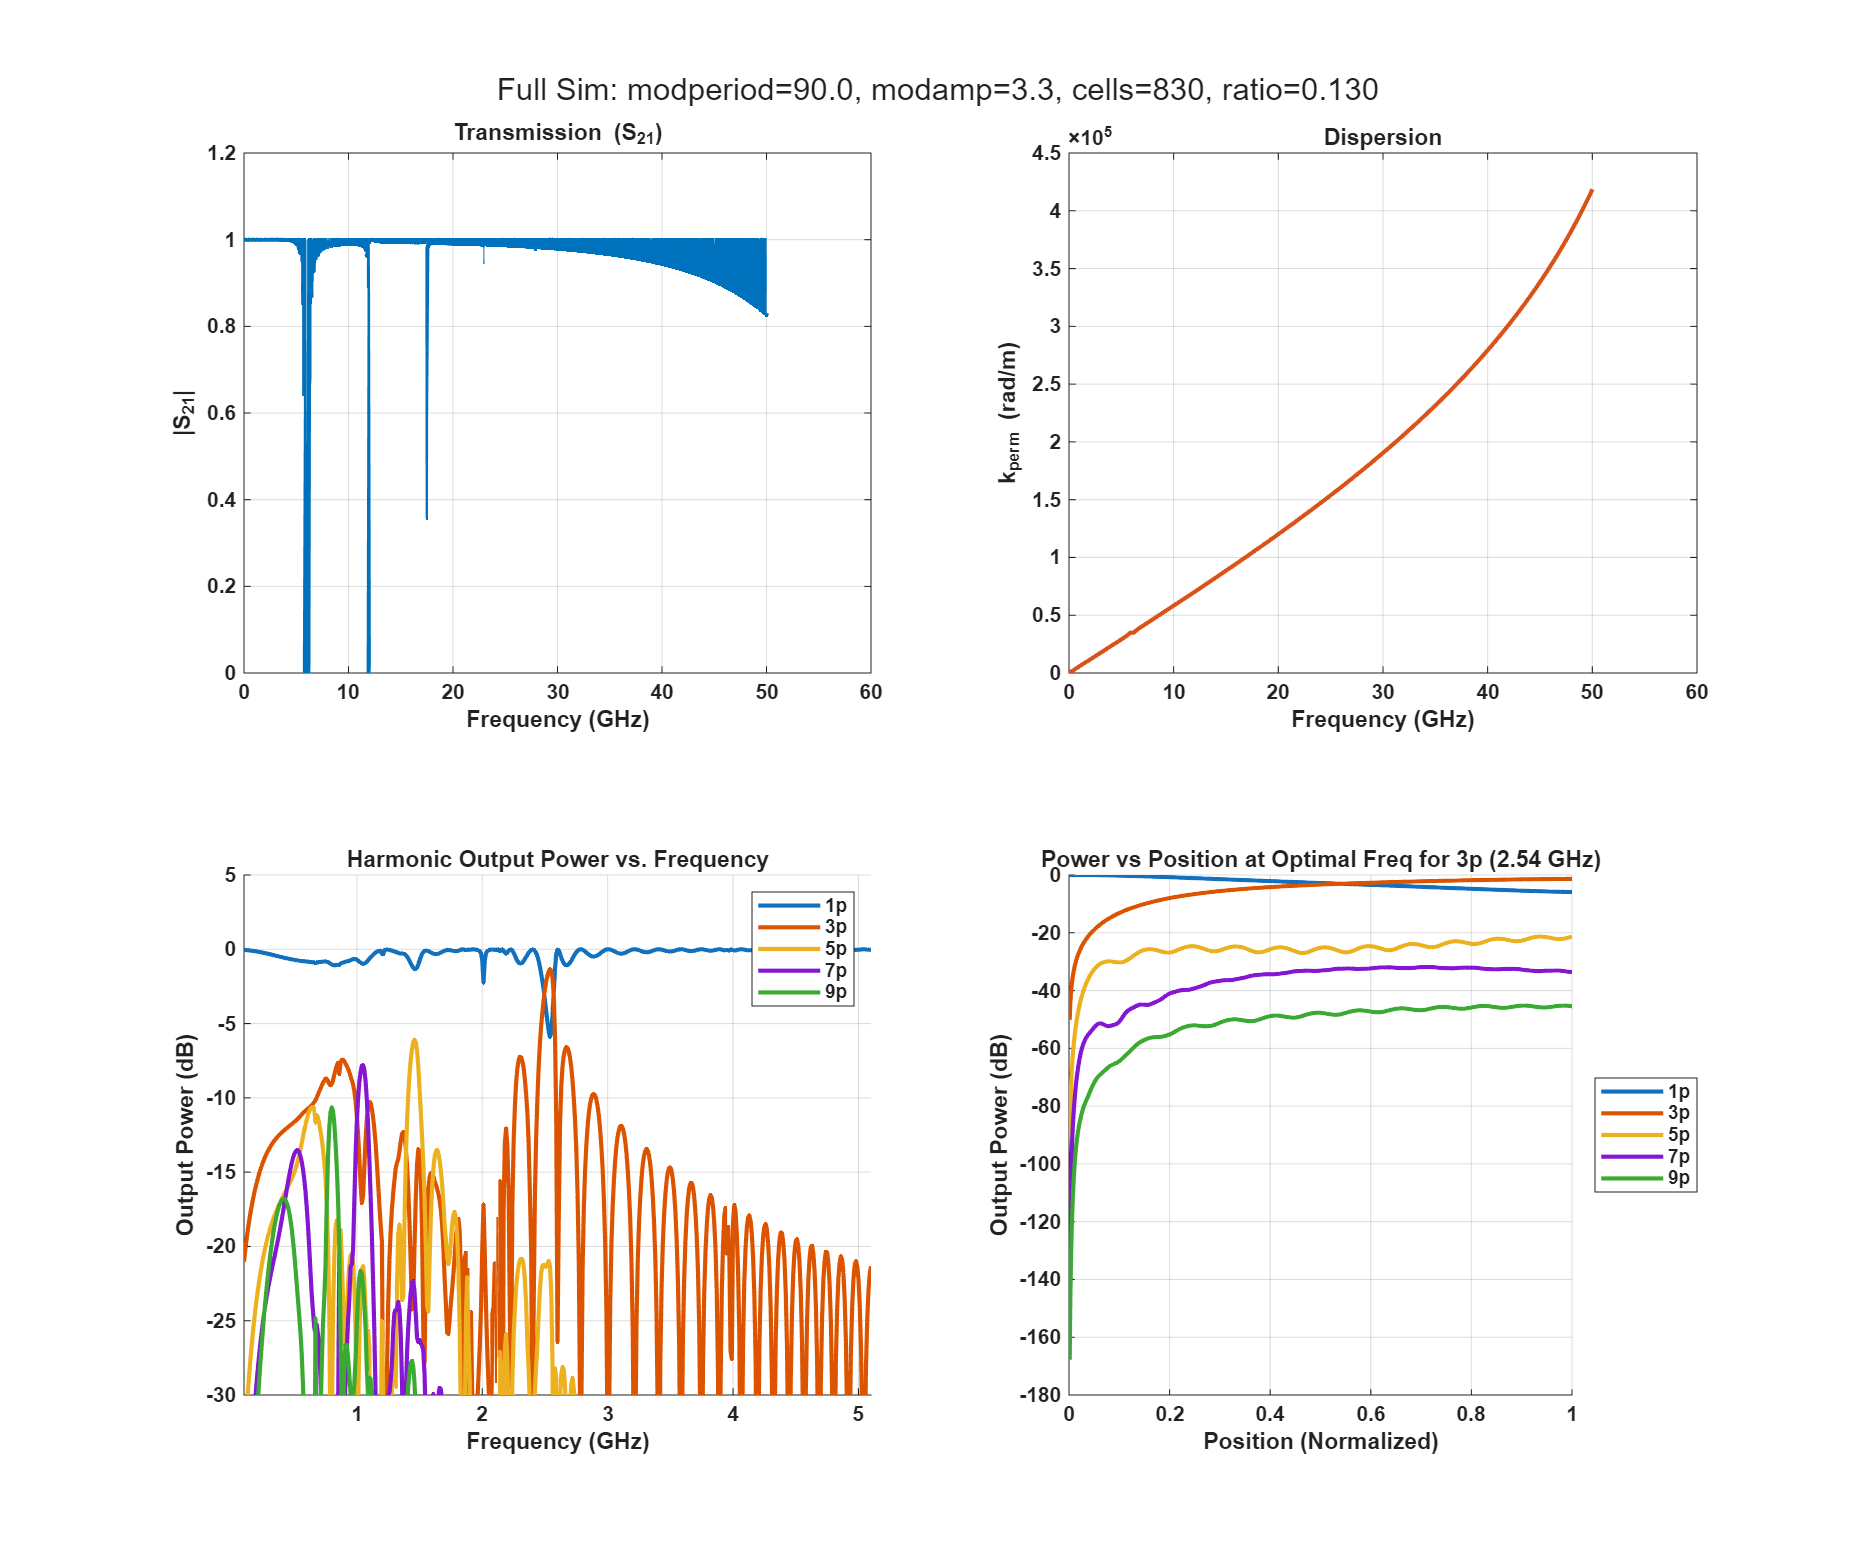 Full Sim: modperiod=90.0, modamp=3.3, cells=830, ratio=0.130
Transmission (S21)
1.2
1
0.8
0.6
0.4
0.2
0
0 10 20 30 40 50 60
|S21|
Frequency (GHz)
Dispersion
×10^5
4.5
4
3.5
3
2.5
2
1.5
1
0.5
0
0 10 20 30 40 50 60
kperm (rad/m)
Frequency (GHz)
Harmonic Output Power vs. Frequency
5
0
-5
-10
-15
-20
-25
-30
1 2 3 4 5
Output Power (dB)
Frequency (GHz)
1p
3p
5p
7p
9p
Power vs Position at Optimal Freq for 3p (2.54 GHz)
0
-20
-40
-60
-80
-100
-120
-140
-160
-180
0 0.2 0.4 0.6 0.8 1
Output Power (dB)
Position (Normalized)
1p
3p
5p
7p
9p